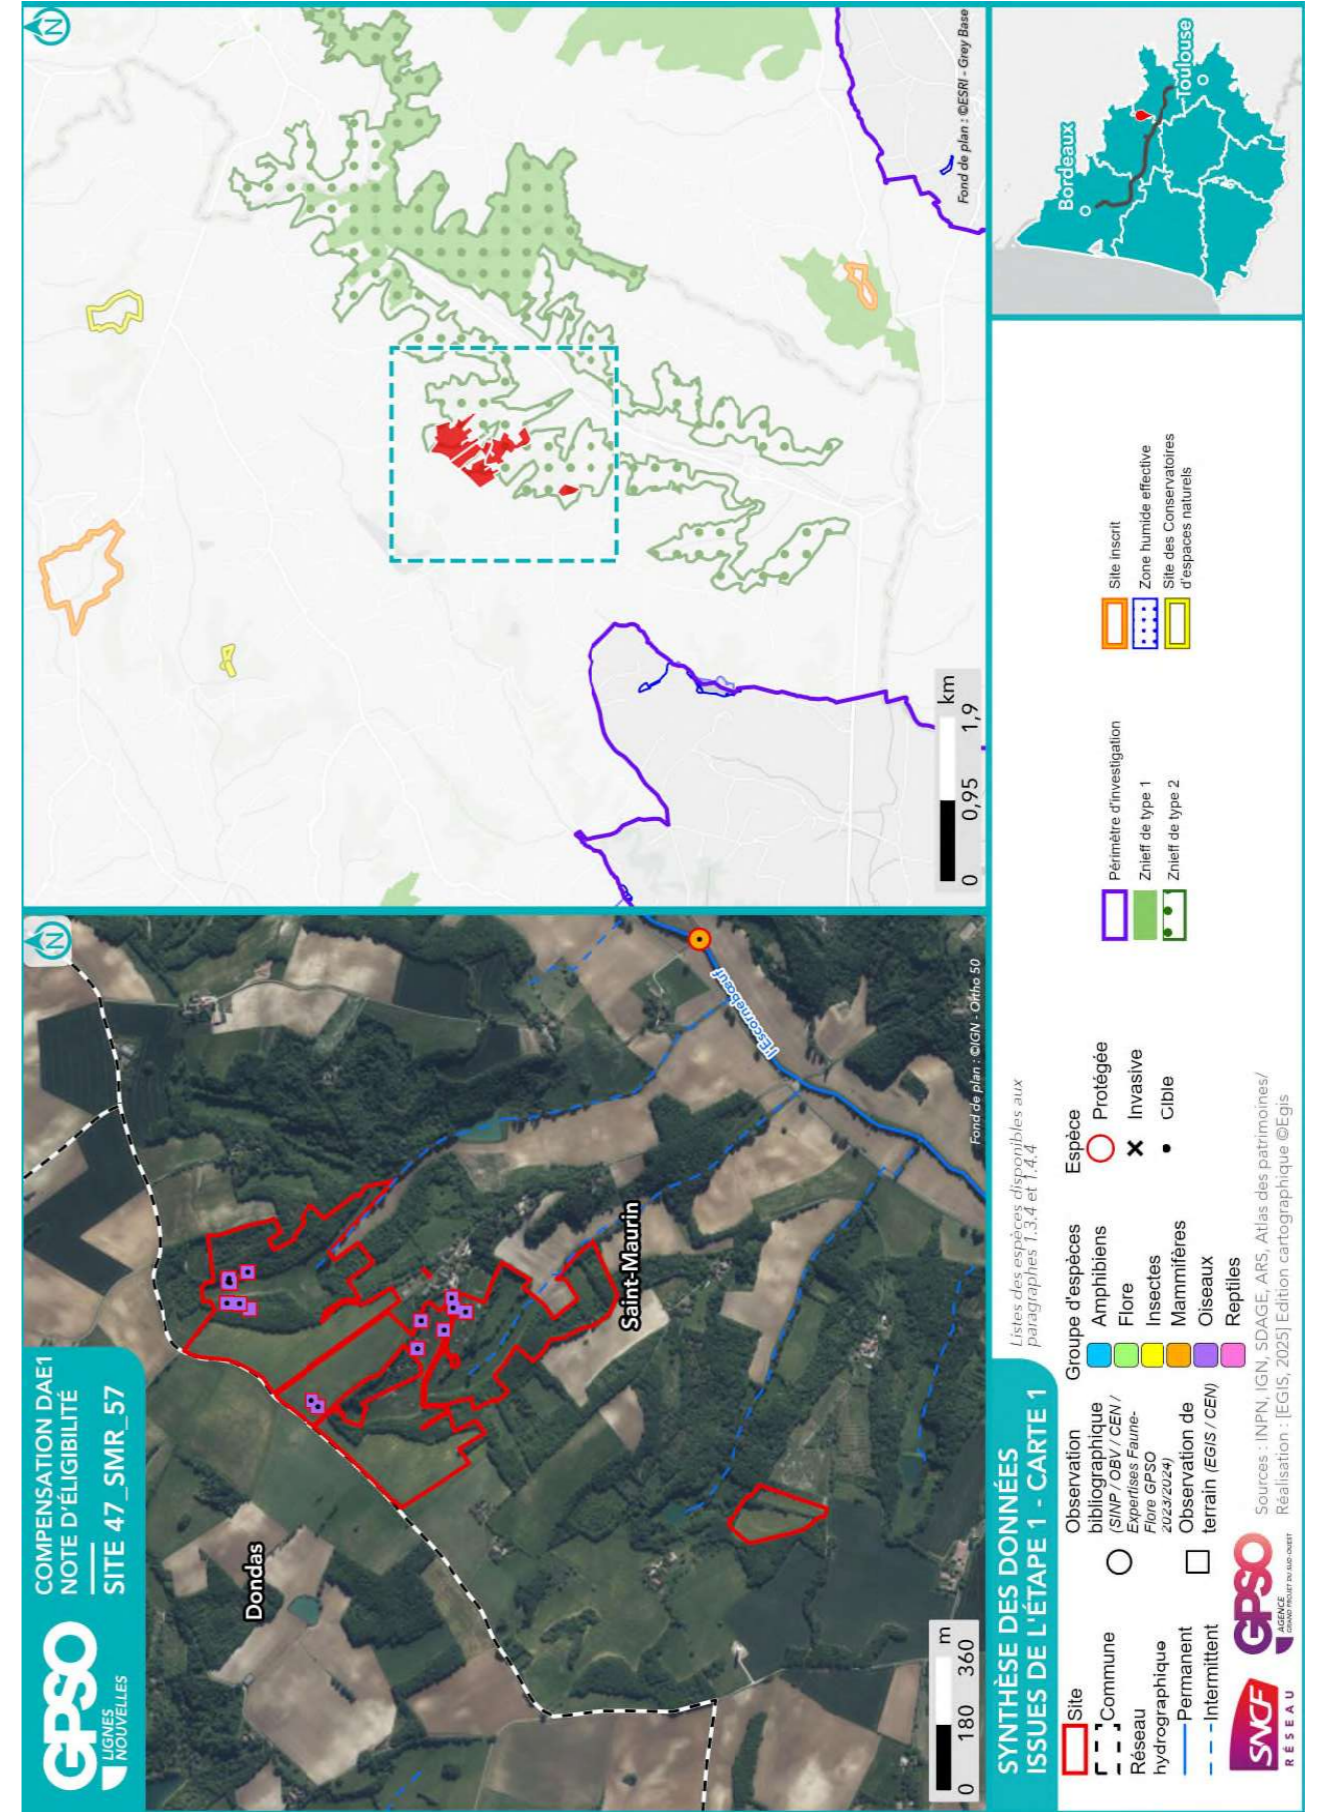 GPSO
LIGNES
NOUVELLES
COMPENSATION DAE1
NOTE D'ÉLIGIBILITÉ
SITE 47_SMR_57
N
Dondas
Saint-Maurin
l'Escorneboeuf
0 180 360 m
Fond de plan : ©IGN - Ortho 50
N
0 0,95 1,9 km
Fond de plan : ©ESRI - Grey Base
SYNTHÈSE DES DONNÉES
ISSUES DE L'ÉTAPE 1 - CARTE 1
Listes des espèces disponibles aux
paragraphes 1.3.4 et 1.4.4
Site
Commune
Réseau
hydrographique
Permanent
Intermittent
Observation
bibliographique
(SINP / OBV / CEN /
Expertises Faune-
Flore GPSO
2023/2024)
Observation de
terrain (EGIS / CEN)
Groupe d'espèces
Amphibiens
Flore
Insectes
Mammifères
Oiseaux
Reptiles
Espèce
Protégée
Invasive
Cible
Périmètre d'investigation
Znieff de type 1
Znieff de type 2
Site inscrit
Zone humide effective
Site des Conservatoires
d'espaces naturels
Bordeaux
Toulouse
SNCF
RÉSEAU
GPSO
AGENCE
GRAND PROJET DU SUD-OUEST
Sources : INPN, IGN, SDAGE, ARS, Atlas des patrimoines/
Réalisation : [EGIS, 2025] Edition cartographique ©Egis